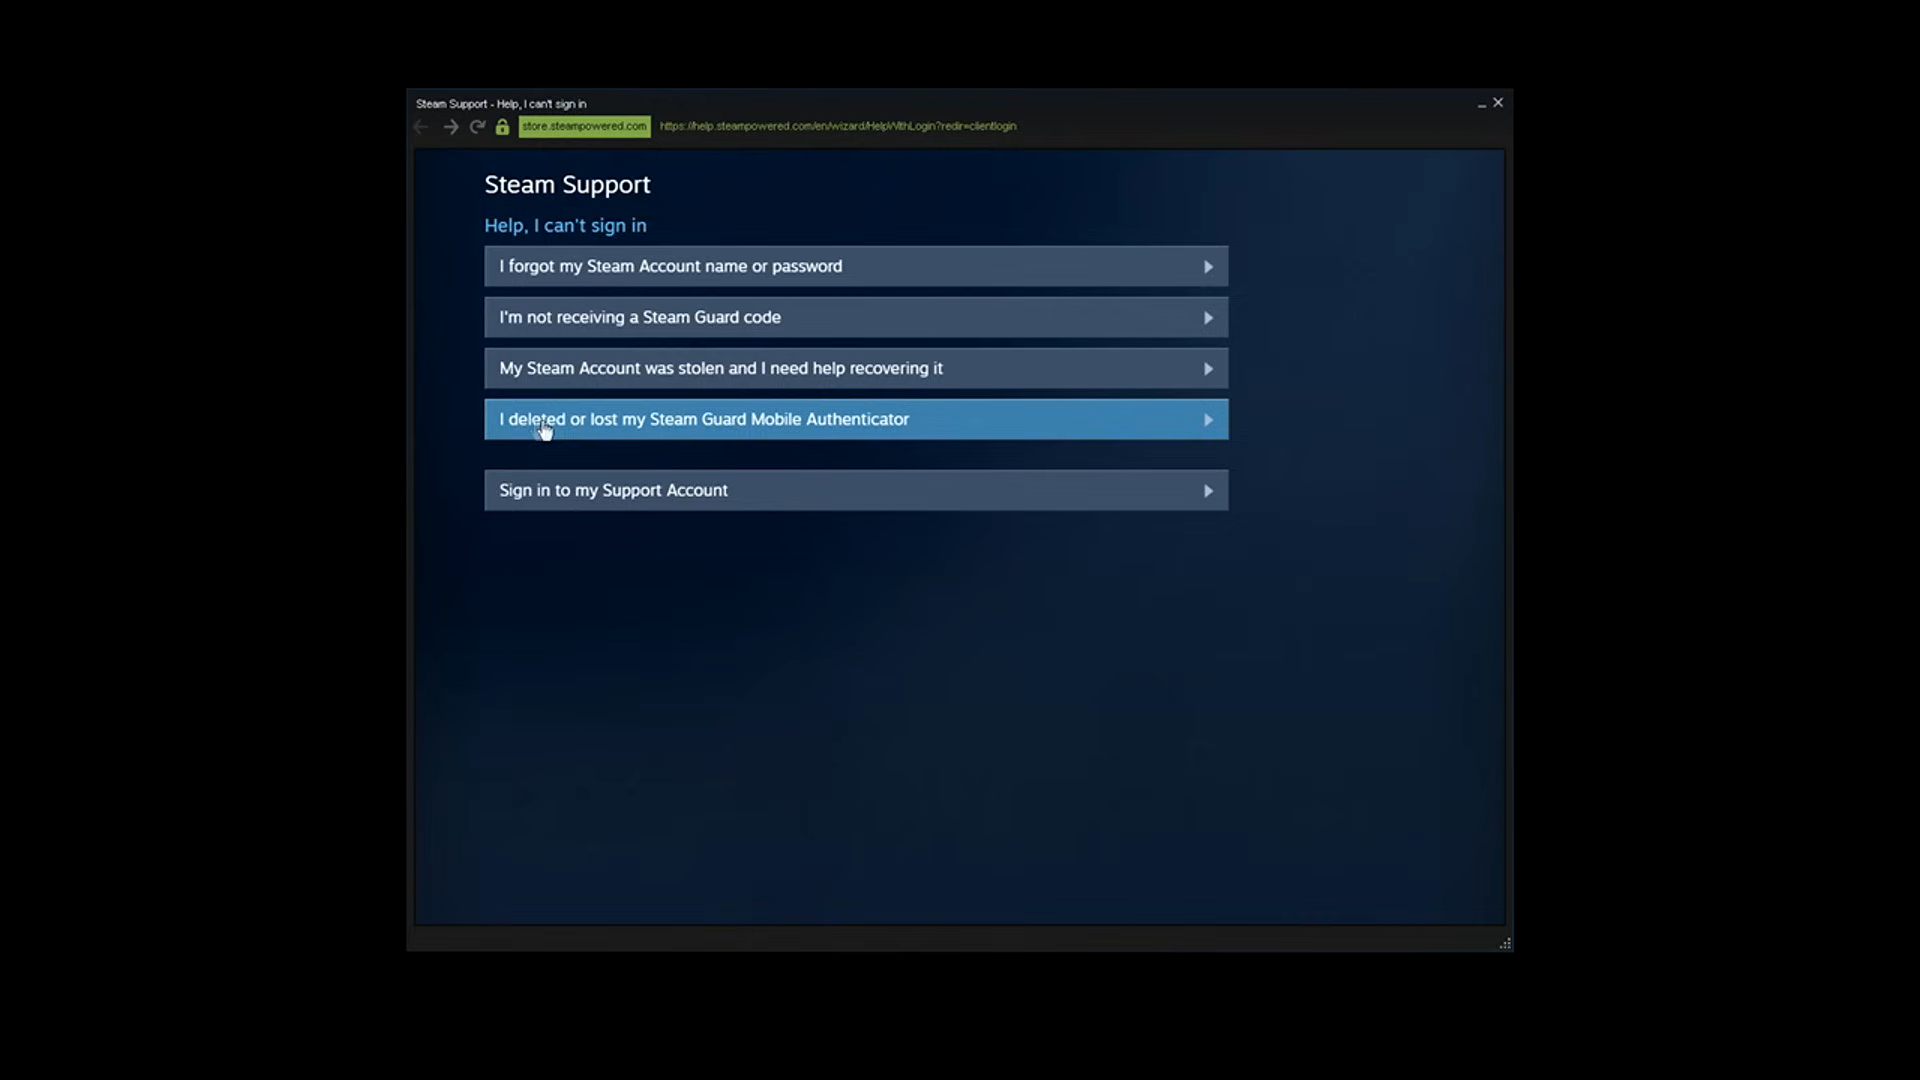 Steam Support - Help, I can't sign in
store.steampowered.com https://help.steampowered.com/en/wizard/HelpWithLogin?redir=clientlogin
Steam Support
Help, I can't sign in
I forgot my Steam Account name or password
I'm not receiving a Steam Guard code
My Steam Account was stolen and I need help recovering it
I deleted or lost my Steam Guard Mobile Authenticator
Sign in to my Support Account